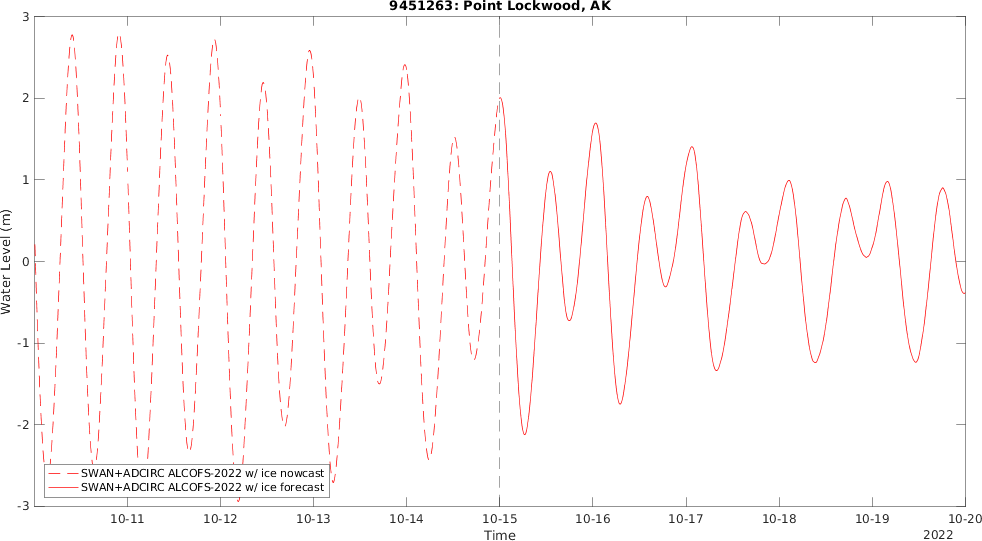 9451263: Point Lockwood, AK
3
2
1
0
-1
-2
-3
Water Level (m)
SWAN+ADCIRC ALCOFS-2022 w/ ice nowcast
SWAN+ADCIRC ALCOFS-2022 w/ ice forecast
10-11 10-12 10-13 10-14 10-15 10-16 10-17 10-18 10-19 10-20
Time
2022